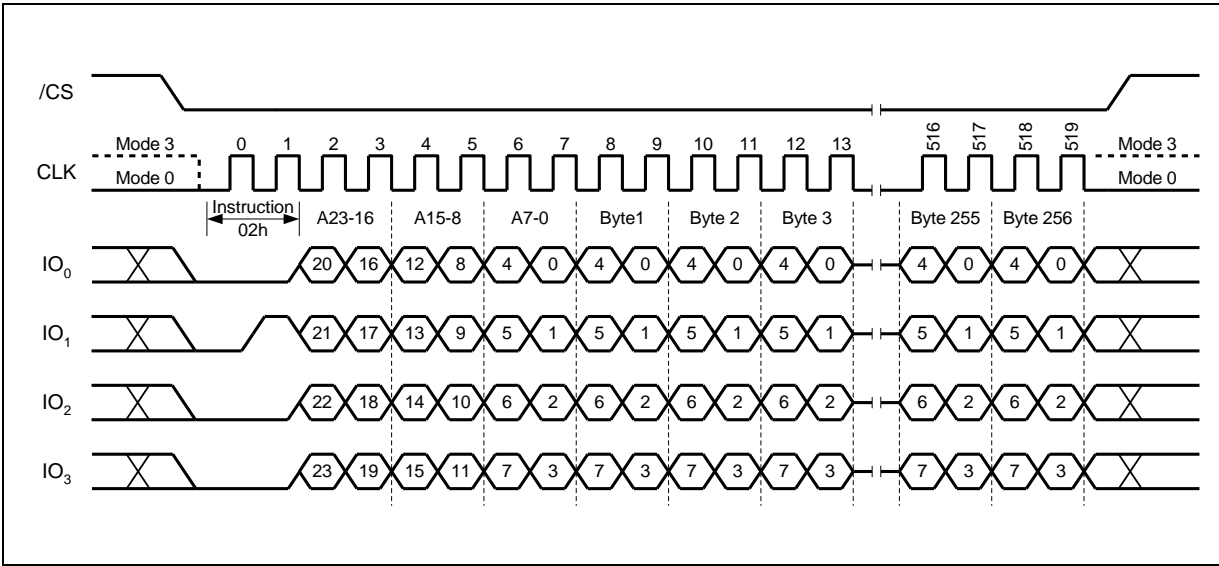 /CS
Mode 3 0 1 2 3 4 5 6 7 8 9 10 11 12 13 516 517 518 519 Mode 3
CLK Mode 0 Mode 0
Instruction
02h A23-16 A15-8 A7-0 Byte1 Byte 2 Byte 3 Byte 255 Byte 256
IO0 20 16 12 8 4 0 4 0 4 0 4 0 4 0 4 0
IO1 21 17 13 9 5 1 5 1 5 1 5 1 5 1 5 1
IO2 22 18 14 10 6 2 6 2 6 2 6 2 6 2 6 2
IO3 23 19 15 11 7 3 7 3 7 3 7 3 7 3 7 3